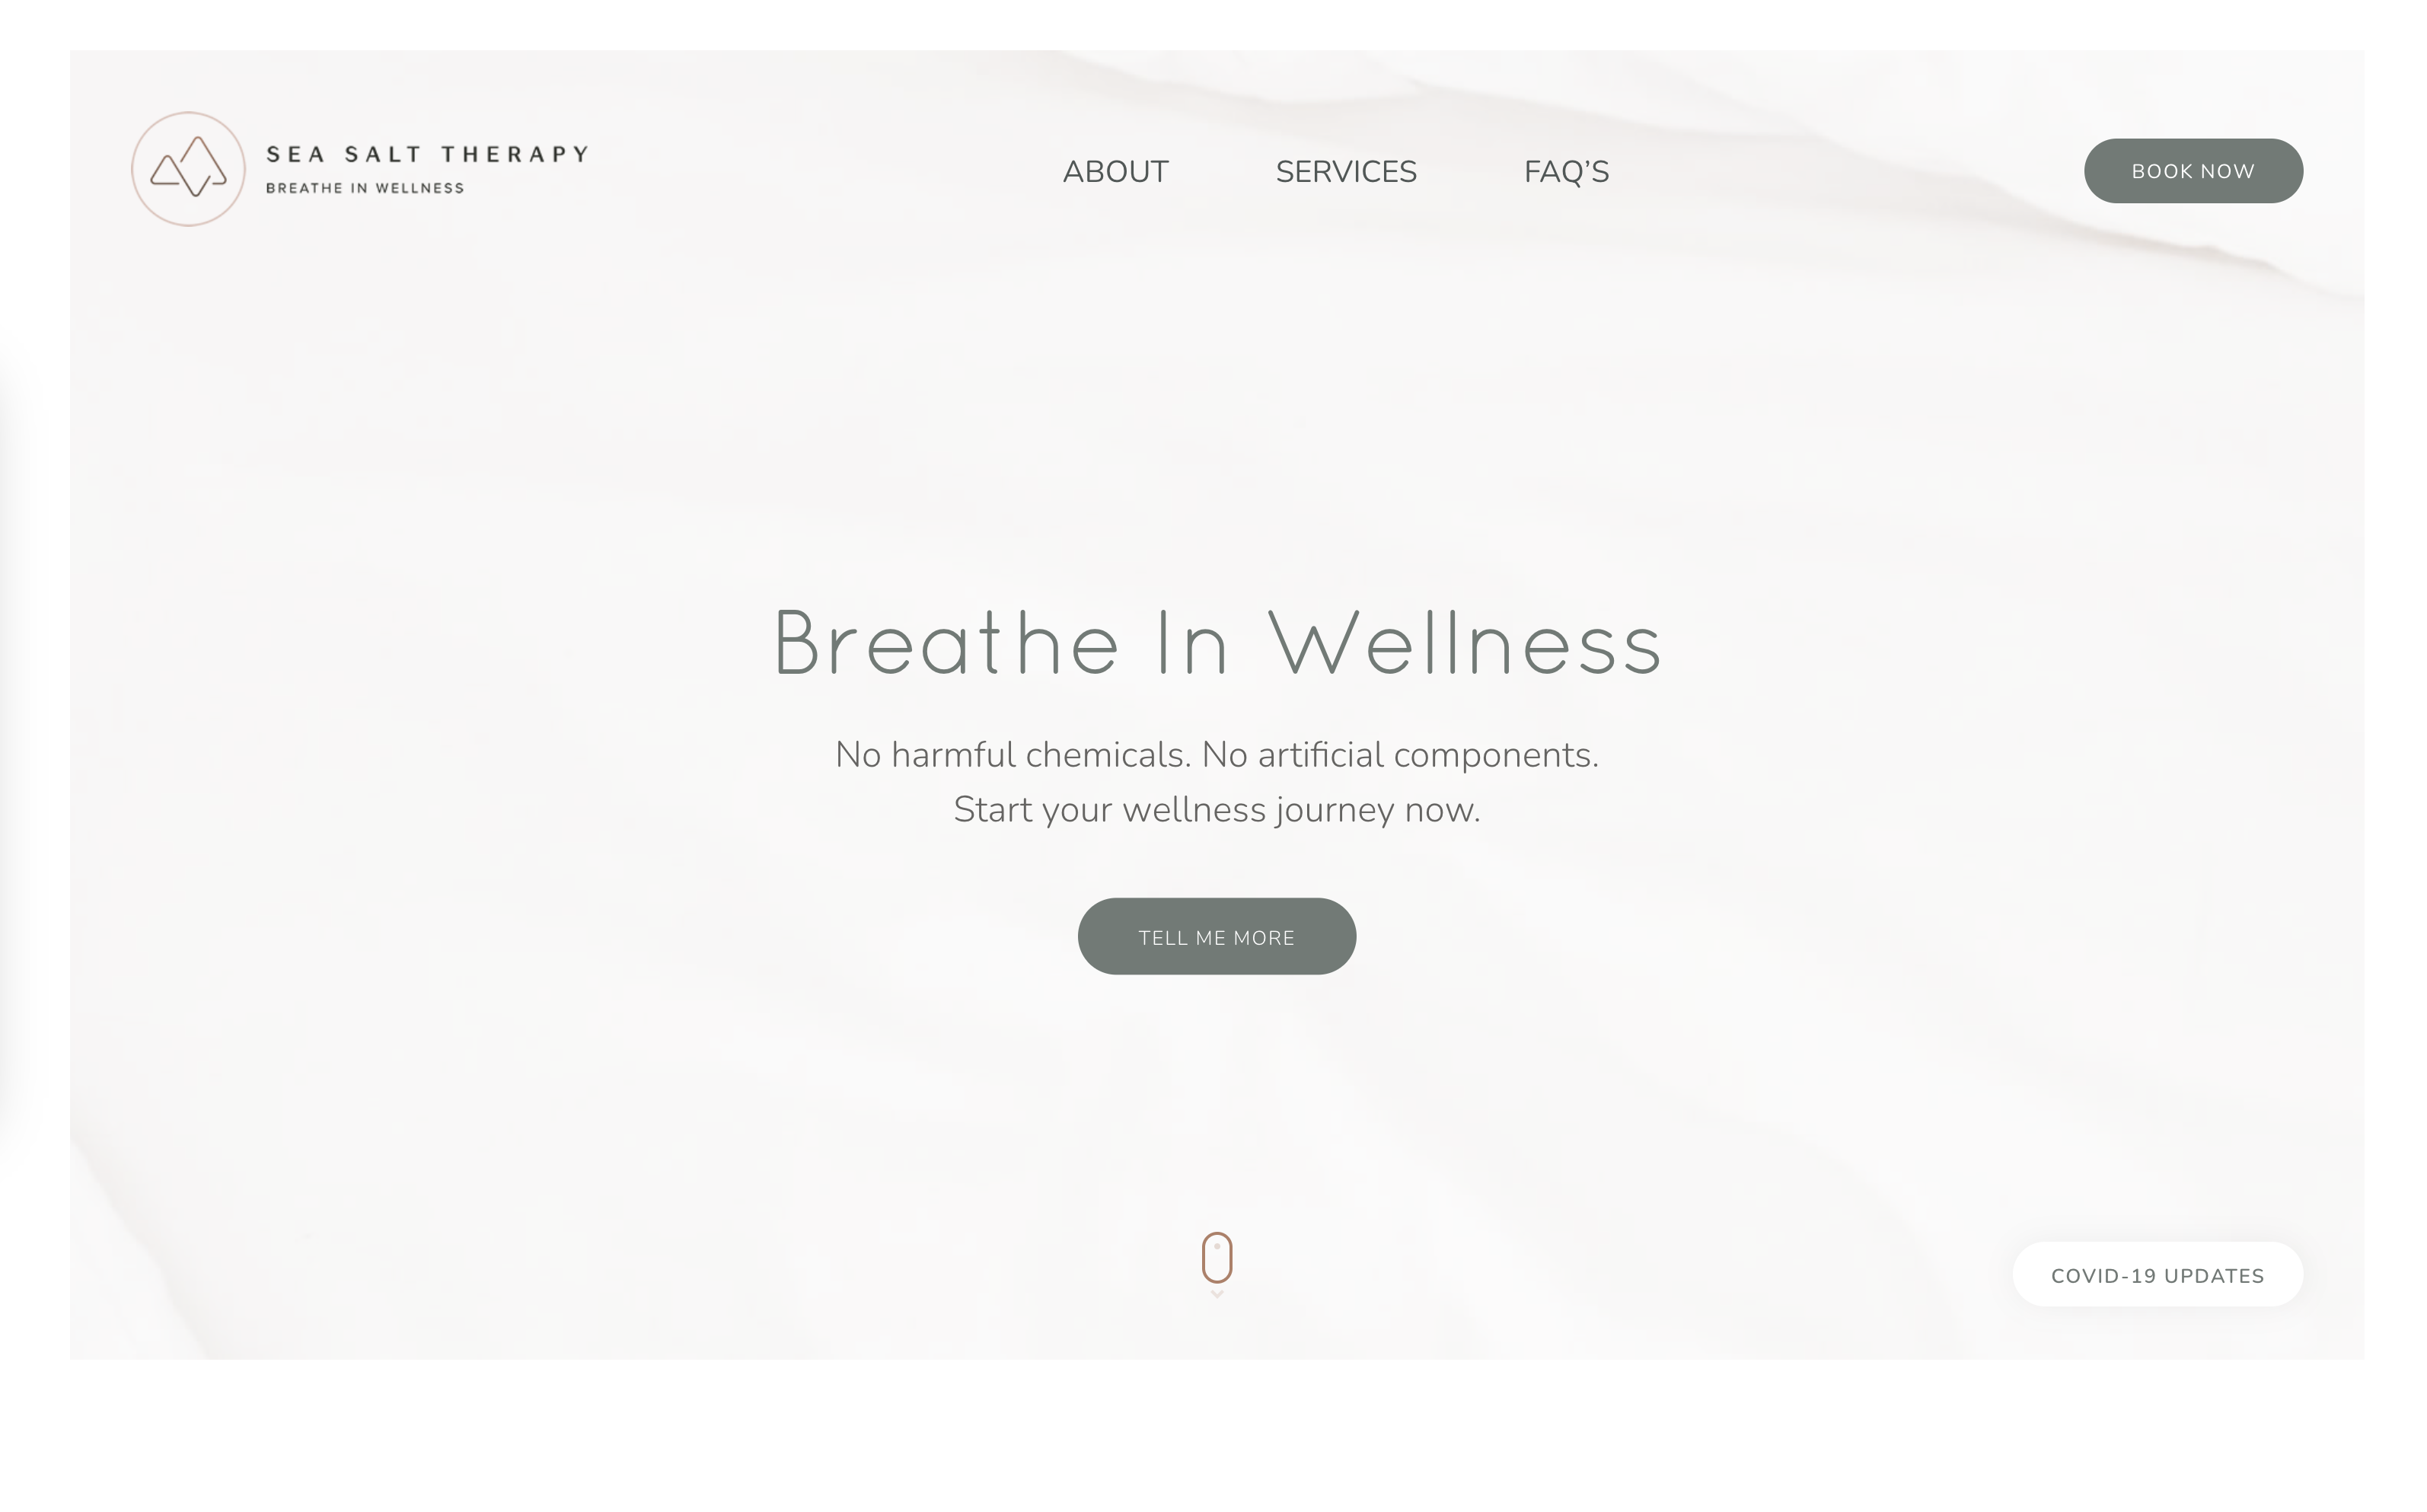 SEA SALT THERAPY
BREATHE IN WELLNESS
ABOUT
SERVICES
FAQ’S
BOOK NOW
Breathe In Wellness
No harmful chemicals. No artificial components.
Start your wellness journey now.
TELL ME MORE
COVID-19 UPDATES